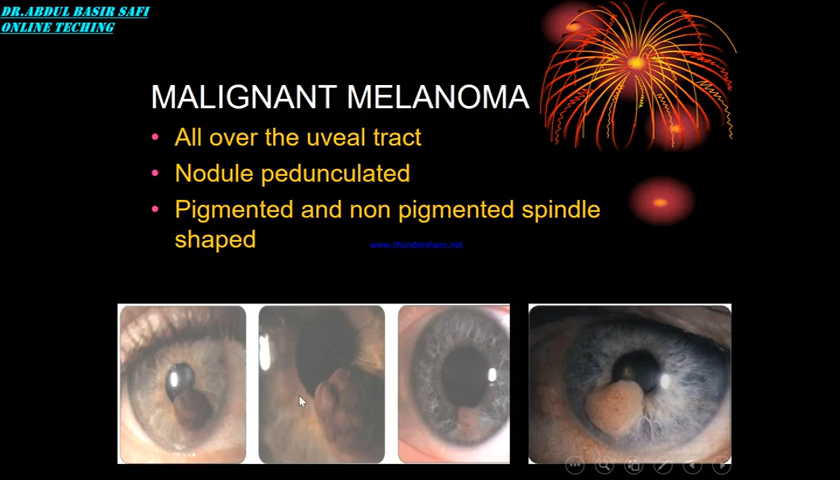 DR.ABDUL BASIR SAFI
ONLINE TECHING
MALIGNANT MELANOMA
• All over the uveal tract
• Nodule pedunculated
• Pigmented and non pigmented spindle
shaped
www.thundershare.net